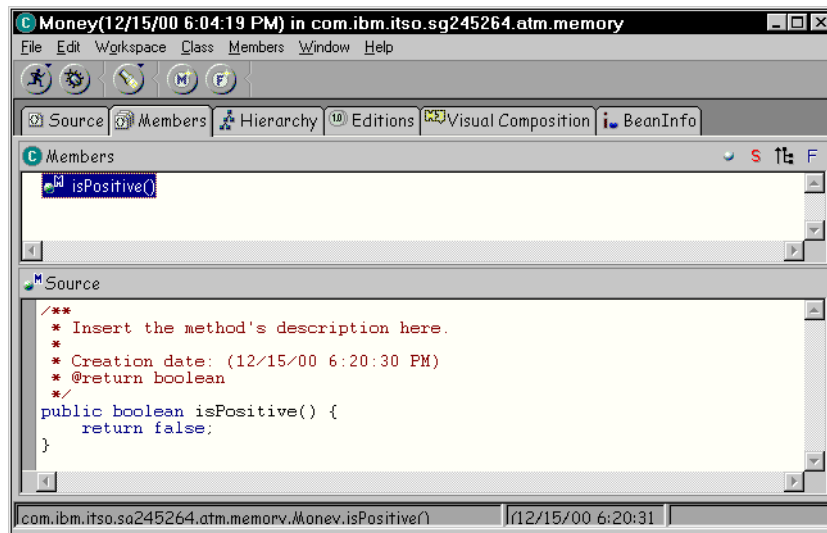 C Money(12/15/00 6:04:19 PM) in com.ibm.itso.sg245264.atm.memory
File Edit Workspace Class Members Window Help
M F
Source Members Hierarchy 1.0 Editions Visual Composition i BeanInfo
C Members S F
M isPositive()
M Source
/**
* Insert the method's description here.
*
* Creation date: (12/15/00 6:20:30 PM)
* @return boolean
*/
public boolean isPositive() {
return false;
}
com.ibm.itso.sg245264.atm.memory.Money.isPositive() (12/15/00 6:20:31